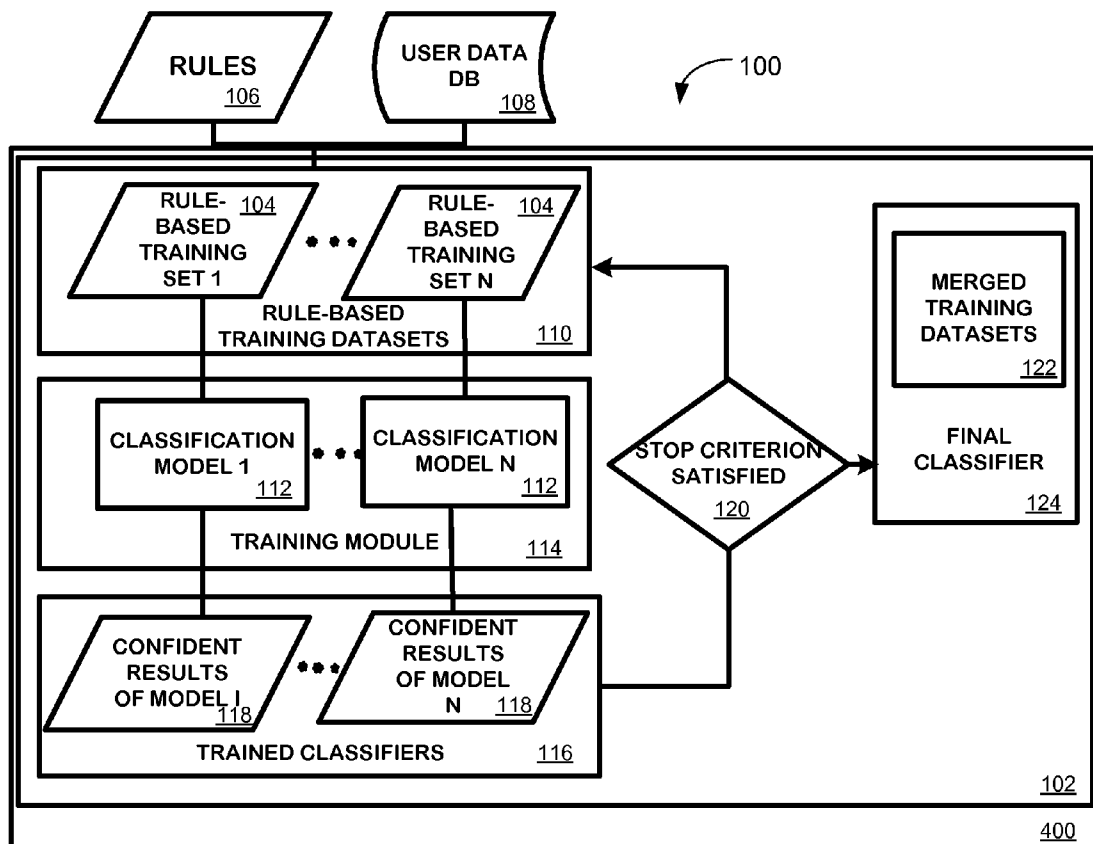 RULES
106
USER DATA
DB
108
100
RULE-
BASED
TRAINING
SET 1
104
RULE-
BASED
TRAINING
SET N
104
RULE-BASED
TRAINING DATASETS
110
CLASSIFICATION
MODEL 1
112
CLASSIFICATION
MODEL N
112
TRAINING MODULE
114
CONFIDENT
RESULTS
OF MODEL I
118
CONFIDENT
RESULTS
OF MODEL
N
118
TRAINED CLASSIFIERS
116
STOP CRITERION
SATISFIED
120
MERGED
TRAINING
DATASETS
122
FINAL
CLASSIFIER
124
102
400